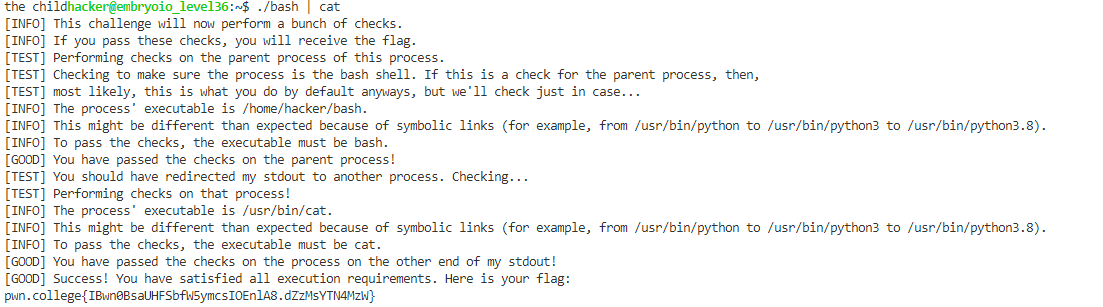 the childhacker@embryoio_level36:~$ ./bash | cat
[INFO] This challenge will now perform a bunch of checks.
[INFO] If you pass these checks, you will receive the flag.
[TEST] Performing checks on the parent process of this process.
[TEST] Checking to make sure the process is the bash shell. If this is a check for the parent process, then,
[TEST] most likely, this is what you do by default anyways, but we'll check just in case...
[INFO] The process' executable is /home/hacker/bash.
[INFO] This might be different than expected because of symbolic links (for example, from /usr/bin/python to /usr/bin/python3 to /usr/bin/python3.8).
[INFO] To pass the checks, the executable must be bash.
[GOOD] You have passed the checks on the parent process!
[TEST] You should have redirected my stdout to another process. Checking...
[TEST] Performing checks on that process!
[INFO] The process' executable is /usr/bin/cat.
[INFO] This might be different than expected because of symbolic links (for example, from /usr/bin/python to /usr/bin/python3 to /usr/bin/python3.8).
[INFO] To pass the checks, the executable must be cat.
[GOOD] You have passed the checks on the process on the other end of my stdout!
[GOOD] Success! You have satisfied all execution requirements. Here is your flag:
pwn.college{IBwn0BsaUHFSbfW5ymcsIOEnlA8.dZzMsYTN4MzW}